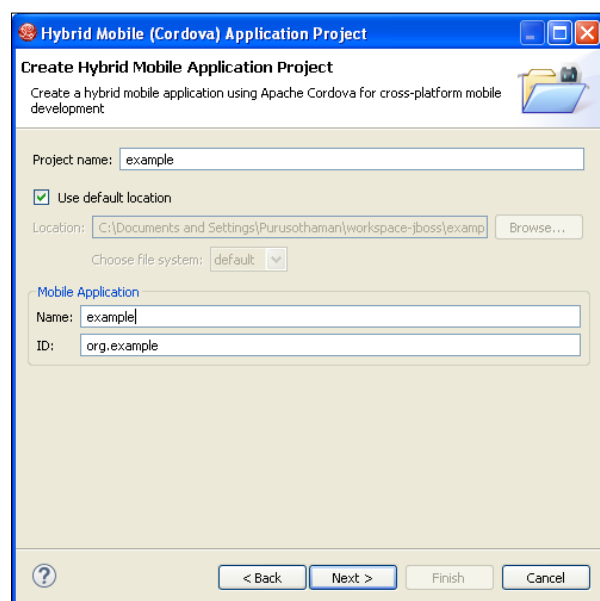 Hybrid Mobile (Cordova) Application Project
Create Hybrid Mobile Application Project
Create a hybrid mobile application using Apache Cordova for cross-platform mobile
development
Project name: example
Use default location
Location: C:\Documents and Settings\Purusothaman\workspace-jboss\examp Browse...
Choose file system: default
Mobile Application
Name: example
ID: org.example
? < Back Next > Finish Cancel